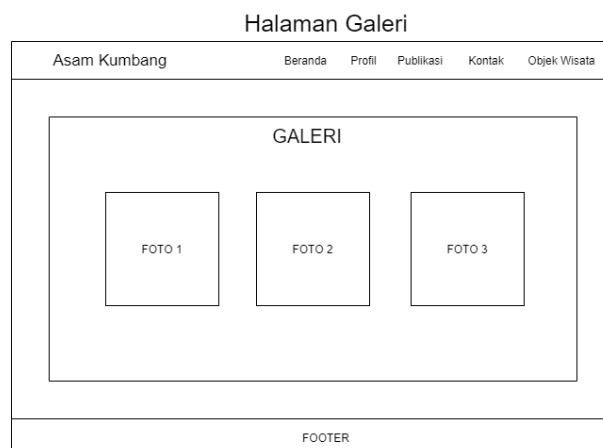 Halaman Galeri
Asam Kumbang Beranda Profil Publikasi Kontak Objek Wisata
GALERI
FOTO 1 FOTO 2 FOTO 3
FOOTER